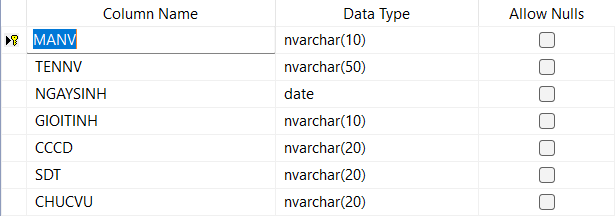 Column Name Data Type Allow Nulls
MANV nvarchar(10)
TENNV nvarchar(50)
NGAYSINH date
GIOITINH nvarchar(10)
CCCD nvarchar(20)
SDT nvarchar(20)
CHUCVU nvarchar(20)